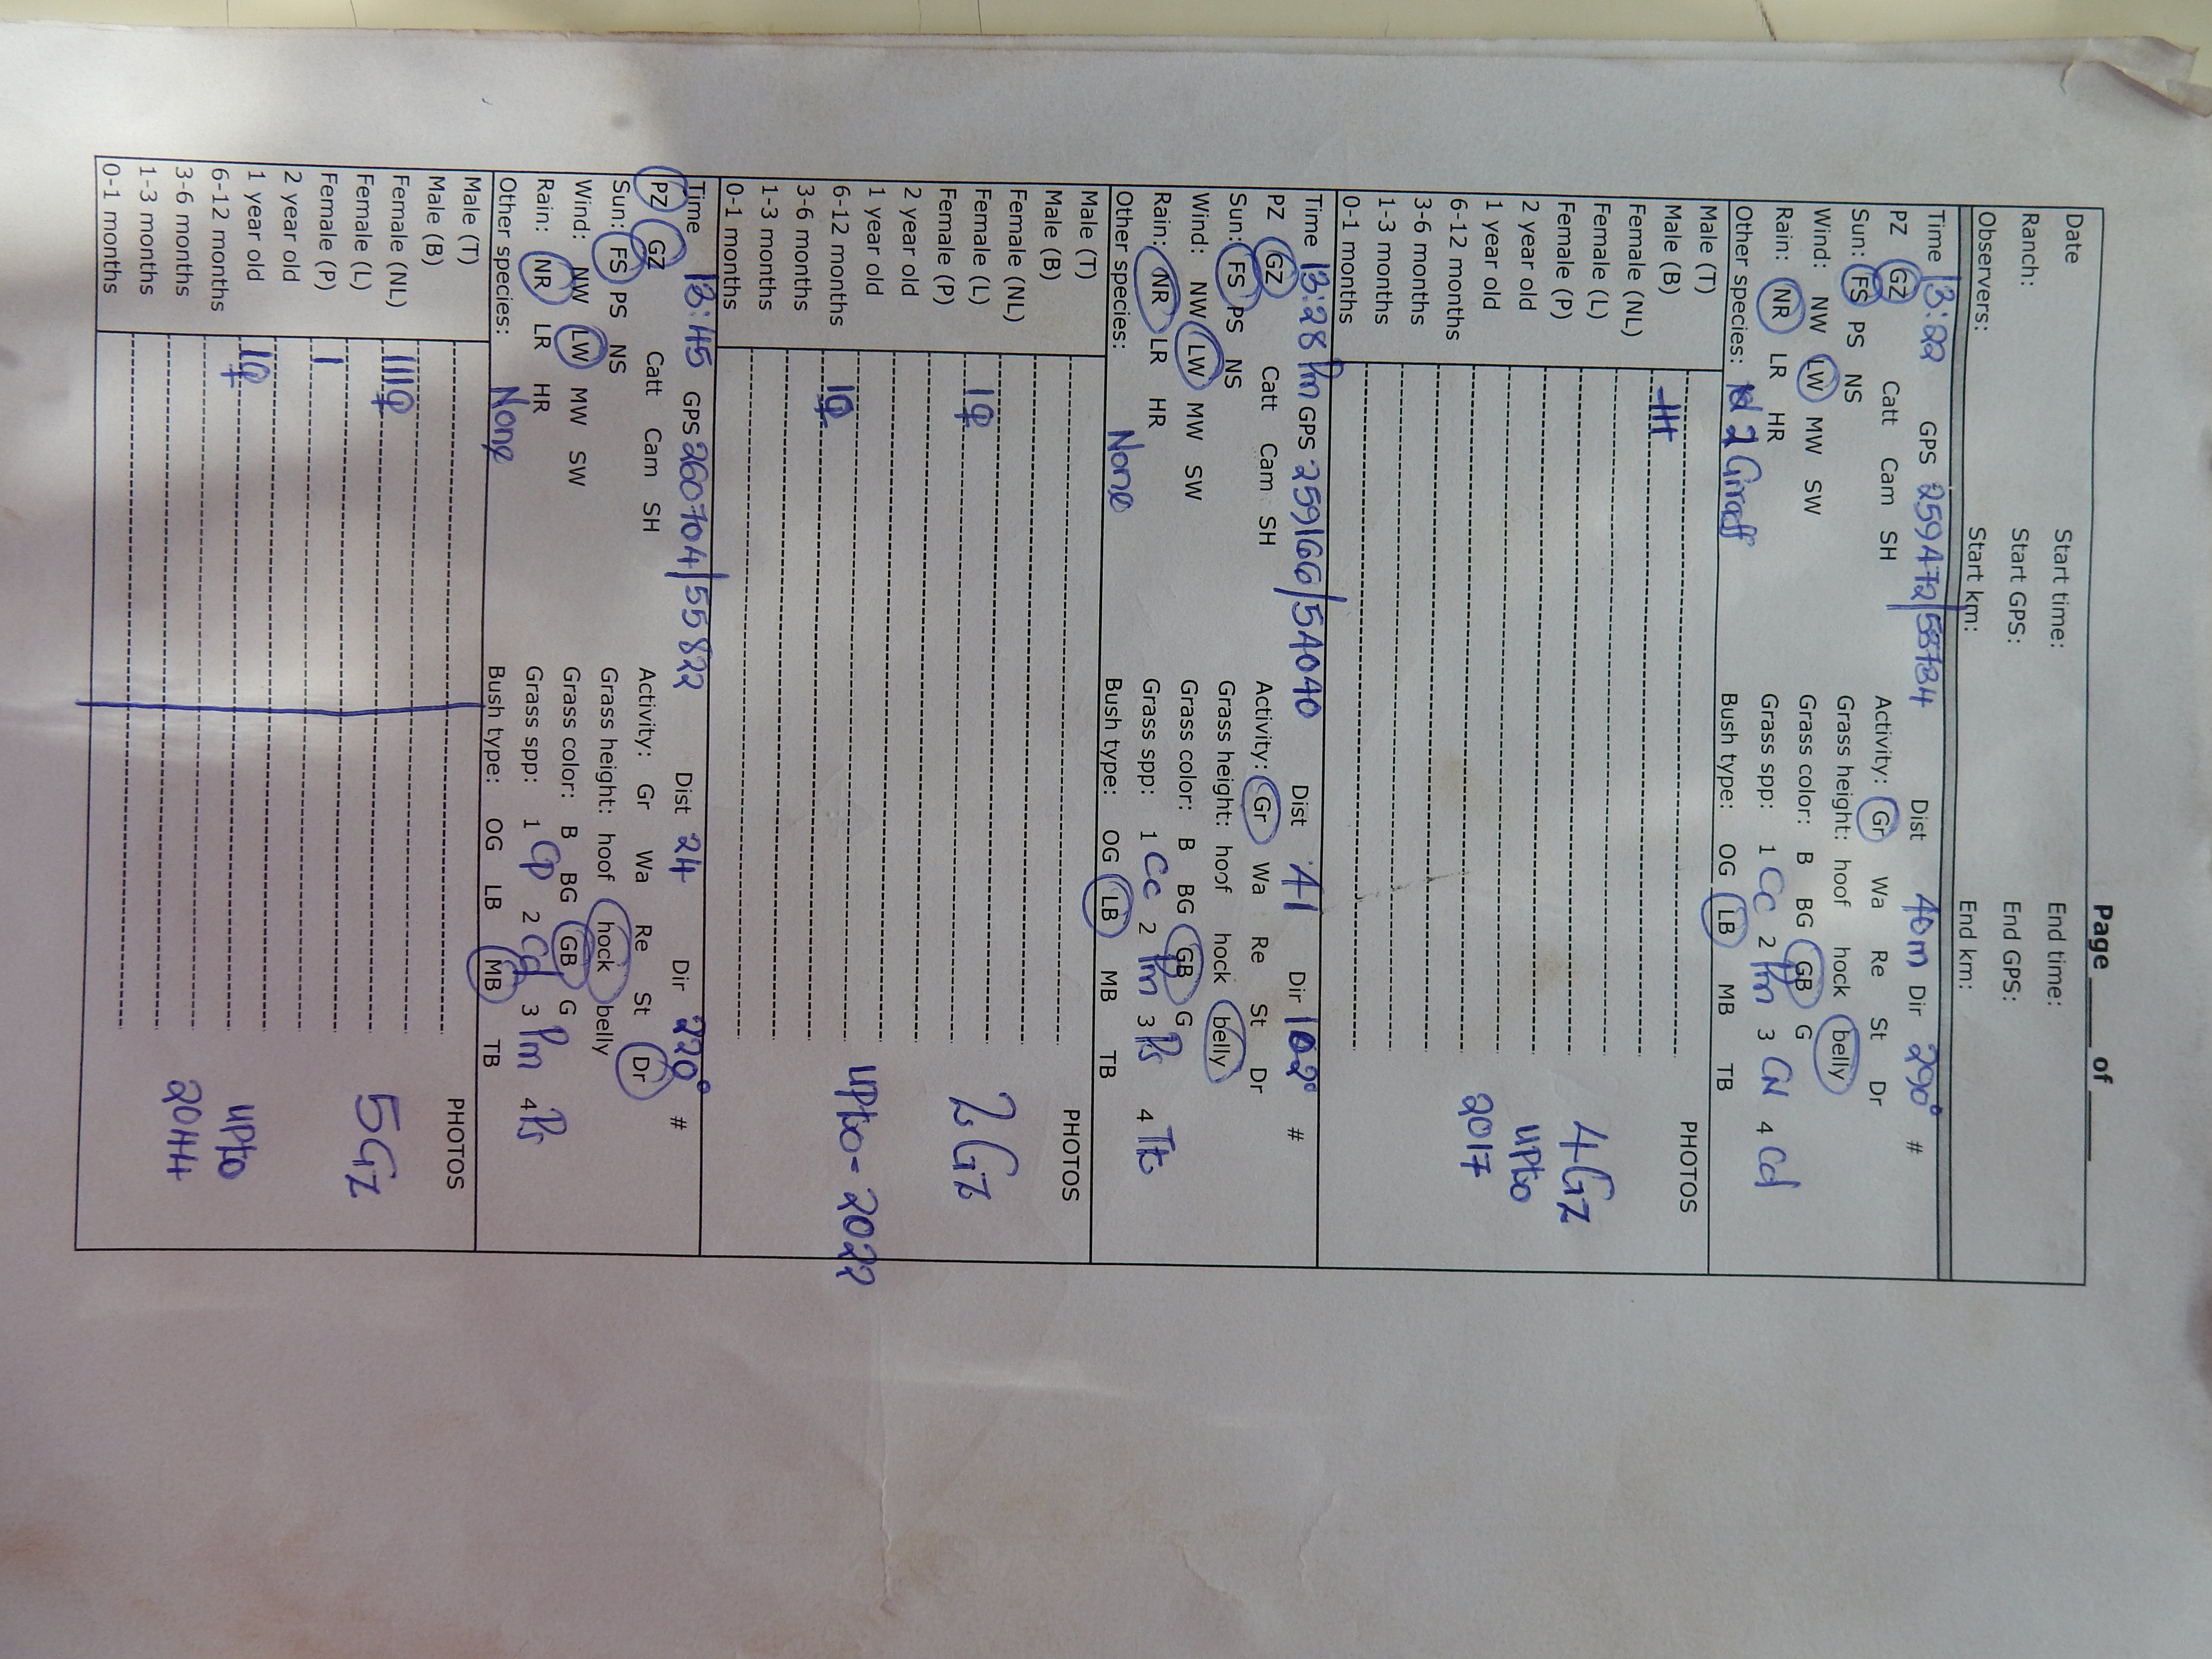 Page _____ of _____
Date Start time: End time:
Ranch: Start GPS: End GPS:
Observers: Start km: End km:
Time 13:22 GPS 259472/53734 Dist 40m Dir 290° #
PZ GZ Catt Cam SH Activity: Gr Wa Re St Dr
Sun: FS PS NS Grass height: hoof hock belly
Wind: NW LW MW SW Grass color: B BG GB G
Rain: NR LR HR Grass spp: 1 Cc 2 Pm 3 CN 4 Cd
Other species: 1 Giraff Bush type: OG LB MB TB
Male (T) PHOTOS
Male (B)
Female (NL)
Female (L) 4Gz
Female (P)
2 year old upto
1 year old 2017
6-12 months
3-6 months
1-3 months
0-1 months
Time 13:28 Pm GPS 259166/54040 Dist 41 Dir 102° #
PZ GZ Catt Cam SH Activity: Gr Wa Re St Dr
Sun: FS PS NS Grass height: hoof hock belly
Wind: NW LW MW SW Grass color: B BG GB G
Rain: NR LR HR Grass spp: 1 Cc 2 Pm 3 Ps 4 Tt
Other species: None Bush type: OG LB MB TB
Male (T) PHOTOS
Male (B)
Female (NL)
Female (L) 1♀ 2Gz
Female (P)
2 year old
1 year old
6-12 months 1♀ upto - 2022
3-6 months
1-3 months
0-1 months
Time 13:45 GPS 260704/55822 Dist 24 Dir 220° #
PZ GZ Catt Cam SH Activity: Gr Wa Re St Dr
Sun: FS PS NS Grass height: hoof hock belly
Wind: NW LW MW SW Grass color: B BG GB G
Rain: NR LR HR Grass spp: 1 Cp 2 Cd 3 Pm 4 Ps
Other species: None Bush type: OG LB MB TB
Male (T) PHOTOS
Male (B)
Female (NL) III♀ 5Gz
Female (L)
Female (P) I
2 year old
1 year old 1♀ upto
6-12 months
3-6 months 2044
1-3 months
0-1 months